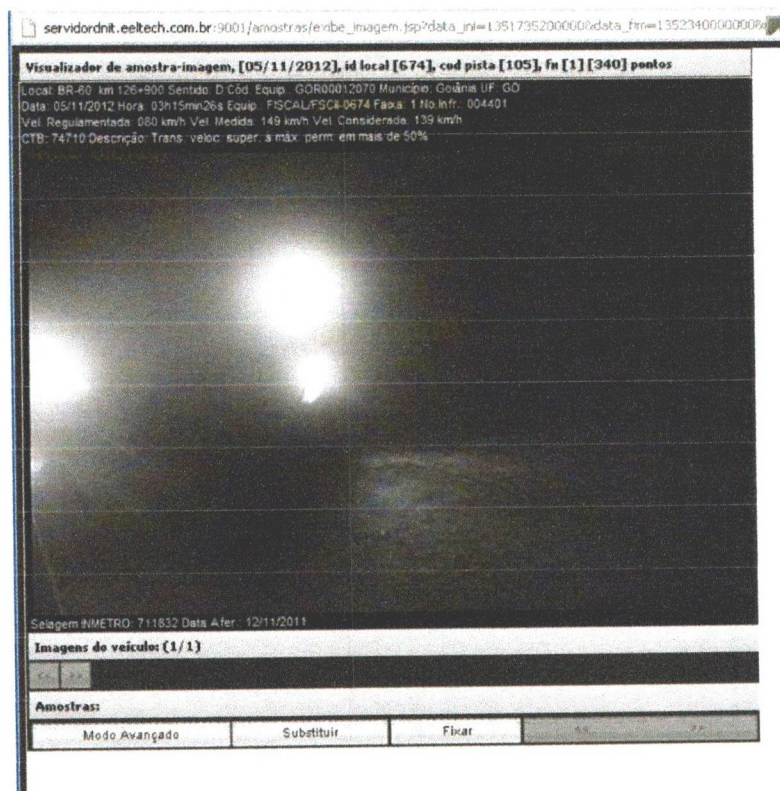 servidordnit.eeltech.com.br:9001/amostras/exibe_imagem.jsp?data_ini=1351735200000&data_fim=1352340000000&
Visualizador de amostra-imagem, [05/11/2012], id local [674], cod pista [105], fx [1] [340] pontos
Local: BR-60 km 126+900 Sentido: D Cód. Equip.: GOR00012070 Município: Goiânia UF: GO
Data: 05/11/2012 Hora: 03h15min26s Equip.: FISCAL/FSCII-0674 Faixa: 1 No.Infr.: 004401
Vel. Regulamentada: 080 km/h Vel. Medida: 149 km/h Vel. Considerada: 139 km/h
CTB: 74710 Descrição: Trans. veloc. super. a máx. perm. em mais de 50%
Selagem INMETRO: 711832 Data Afer.: 12/11/2011
Imagens do veículo: (1/1)
<< >>
Amostras:
Modo Avançado Substituir Fixar << >>